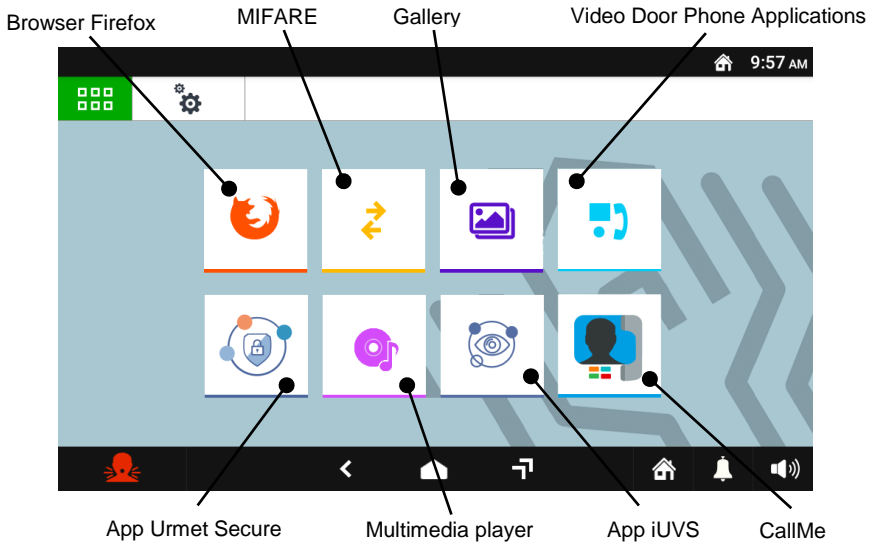 Browser Firefox
MIFARE
Gallery
Video Door Phone Applications
9:57 AM
App Urmet Secure
Multimedia player
App iUVS
CallMe